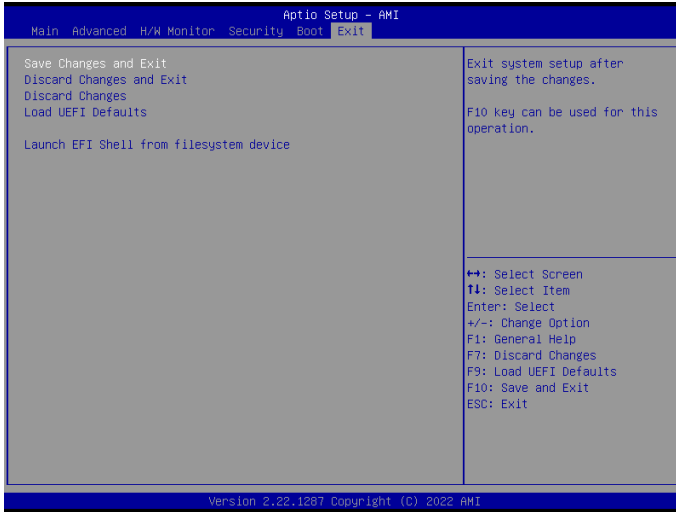 Aptio Setup – AMI
Main Advanced H/W Monitor Security Boot Exit
Save Changes and Exit
Discard Changes and Exit
Discard Changes
Load UEFI Defaults
Launch EFI Shell from filesystem device
Exit system setup after
saving the changes.
F10 key can be used for this
operation.
↔: Select Screen
↑↓: Select Item
Enter: Select
+/-: Change Option
F1: General Help
F7: Discard Changes
F9: Load UEFI Defaults
F10: Save and Exit
ESC: Exit
Version 2.22.1287 Copyright (C) 2022 AMI